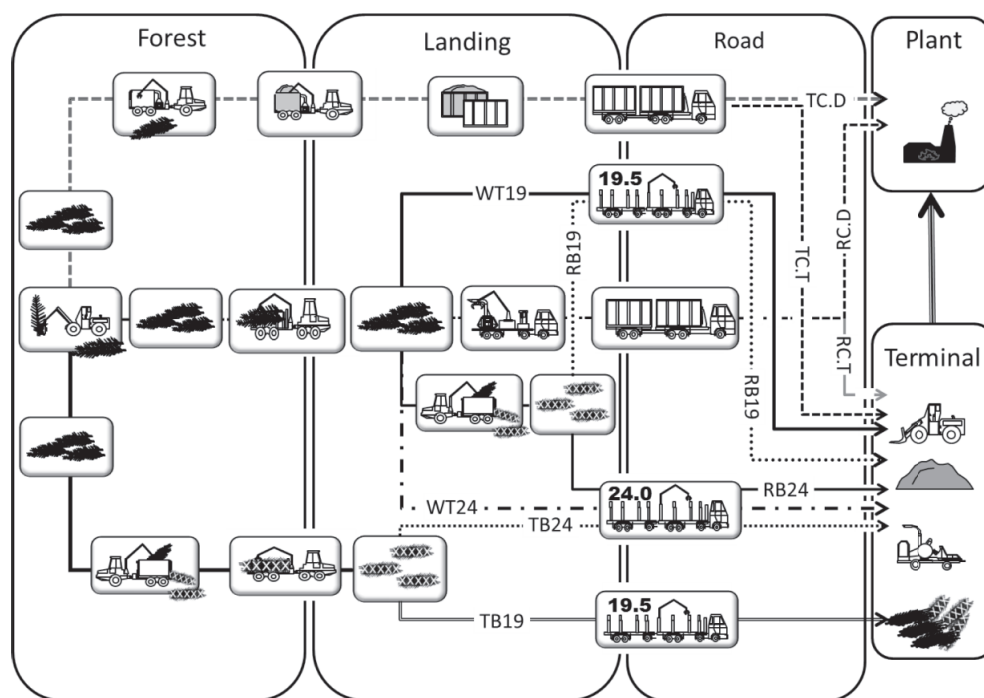 Forest
Landing
Road
Plant
TC.D
19.5
WT19
RB19
TC.T
RC.D
RC.T
RB19
Terminal
24.0
RB24
WT24
TB24
19.5
TB19